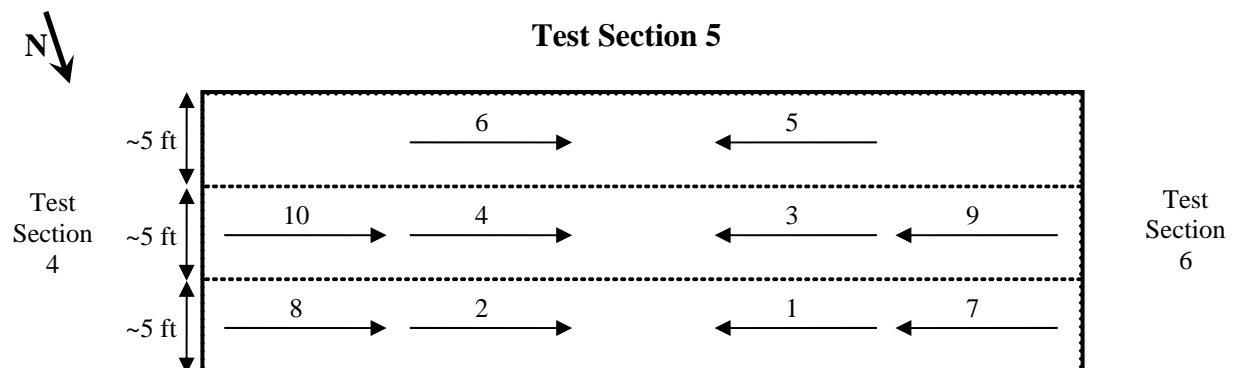 Test Section 5
N
6 5
~5 ft
10 4 3 9
~5 ft
Test
Section
4
Test
Section
6
8 2 1 7
~5 ft